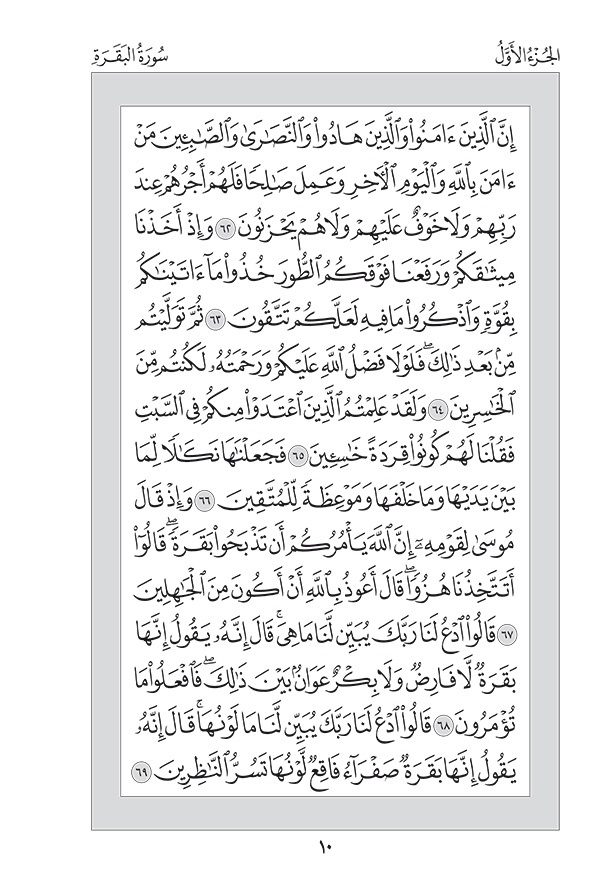 الجُزْءُ الأَوَّلُ
سُورَةُ البَقَرَةِ
إِنَّ ٱلَّذِينَ ءَامَنُواْ وَٱلَّذِينَ هَادُواْ وَٱلنَّصَٰرَىٰ وَٱلصَّٰبِـِٔينَ مَنْ
ءَامَنَ بِٱللَّهِ وَٱلْيَوْمِ ٱلْأٓخِرِ وَعَمِلَ صَٰلِحًا فَلَهُمْ أَجْرُهُمْ عِندَ
رَبِّهِمْ وَلَا خَوْفٌ عَلَيْهِمْ وَلَا هُمْ يَحْزَنُونَ ٦٢ وَإِذْ أَخَذْنَا
مِيثَٰقَكُمْ وَرَفَعْنَا فَوْقَكُمُ ٱلطُّورَ خُذُواْ مَآ ءَاتَيْنَٰكُم
بِقُوَّةٍ وَٱذْكُرُواْ مَا فِيهِ لَعَلَّكُمْ تَتَّقُونَ ٦٣ ثُمَّ تَوَلَّيْتُم
مِّنۢ بَعْدِ ذَٰلِكَۖ فَلَوْلَا فَضْلُ ٱللَّهِ عَلَيْكُمْ وَرَحْمَتُهُۥ لَكُنتُم مِّنَ
ٱلْخَٰسِرِينَ ٦٤ وَلَقَدْ عَلِمْتُمُ ٱلَّذِينَ ٱعْتَدَوْاْ مِنكُمْ فِي ٱلسَّبْتِ
فَقُلْنَا لَهُمْ كُونُواْ قِرَدَةً خَٰسِـِٔينَ ٦٥ فَجَعَلْنَٰهَا نَكَٰلًا لِّمَا
بَيْنَ يَدَيْهَا وَمَا خَلْفَهَا وَمَوْعِظَةً لِّلْمُتَّقِينَ ٦٦ وَإِذْ قَالَ
مُوسَىٰ لِقَوْمِهِۦٓ إِنَّ ٱللَّهَ يَأْمُرُكُمْ أَن تَذْبَحُواْ بَقَرَةًۖ قَالُوٓاْ
أَتَتَّخِذُنَا هُزُوًاۖ قَالَ أَعُوذُ بِٱللَّهِ أَنْ أَكُونَ مِنَ ٱلْجَٰهِلِينَ
٦٧ قَالُواْ ٱدْعُ لَنَا رَبَّكَ يُبَيِّن لَّنَا مَا هِيَۚ قَالَ إِنَّهُۥ يَقُولُ إِنَّهَا
بَقَرَةٌ لَّا فَارِضٌ وَلَا بِكْرٌ عَوَانٌۢ بَيْنَ ذَٰلِكَۖ فَٱفْعَلُواْ مَا
تُؤْمَرُونَ ٦٨ قَالُواْ ٱدْعُ لَنَا رَبَّكَ يُبَيِّن لَّنَا مَا لَوْنُهَاۚ قَالَ إِنَّهُۥ
يَقُولُ إِنَّهَا بَقَرَةٌ صَفْرَآءُ فَاقِعٌ لَّوْنُهَا تَسُرُّ ٱلنَّٰظِرِينَ ٦٩
١٠